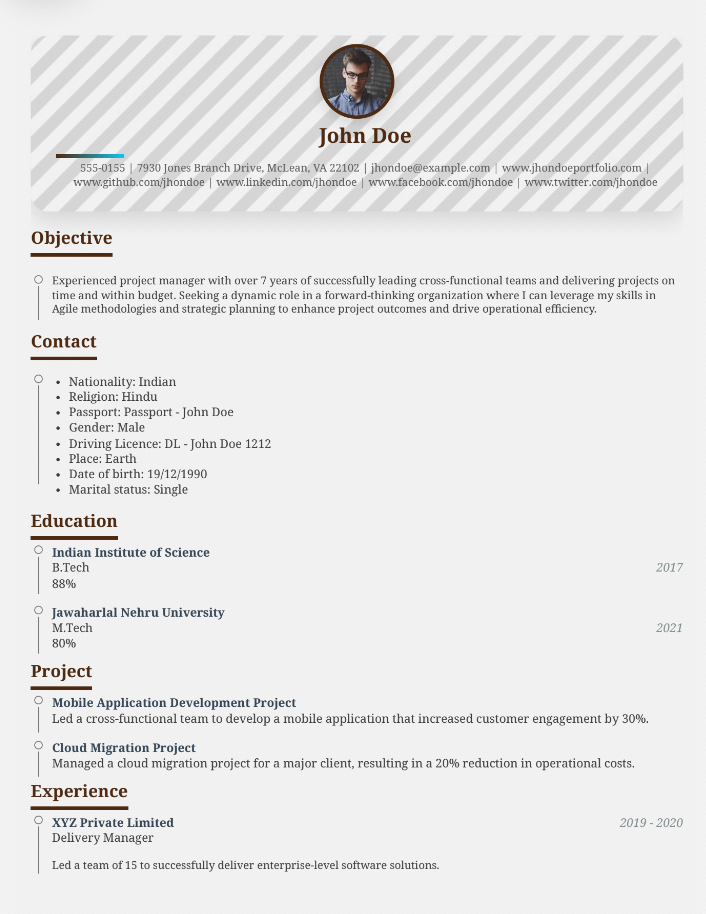 John Doe
555-0155 | 7930 Jones Branch Drive, McLean, VA 22102 | jhondoe@example.com | www.jhondoeportfolio.com |
www.github.com/jhondoe | www.linkedin.com/jhondoe | www.facebook.com/jhondoe | www.twitter.com/jhondoe
Objective
Experienced project manager with over 7 years of successfully leading cross-functional teams and delivering projects on
time and within budget. Seeking a dynamic role in a forward-thinking organization where I can leverage my skills in
Agile methodologies and strategic planning to enhance project outcomes and drive operational efficiency.
Contact
• Nationality: Indian
• Religion: Hindu
• Passport: Passport - John Doe
• Gender: Male
• Driving Licence: DL - John Doe 1212
• Place: Earth
• Date of birth: 19/12/1990
• Marital status: Single
Education
Indian Institute of Science
B.Tech 2017
88%
Jawaharlal Nehru University
M.Tech 2021
80%
Project
Mobile Application Development Project
Led a cross-functional team to develop a mobile application that increased customer engagement by 30%.
Cloud Migration Project
Managed a cloud migration project for a major client, resulting in a 20% reduction in operational costs.
Experience
XYZ Private Limited 2019 - 2020
Delivery Manager
Led a team of 15 to successfully deliver enterprise-level software solutions.